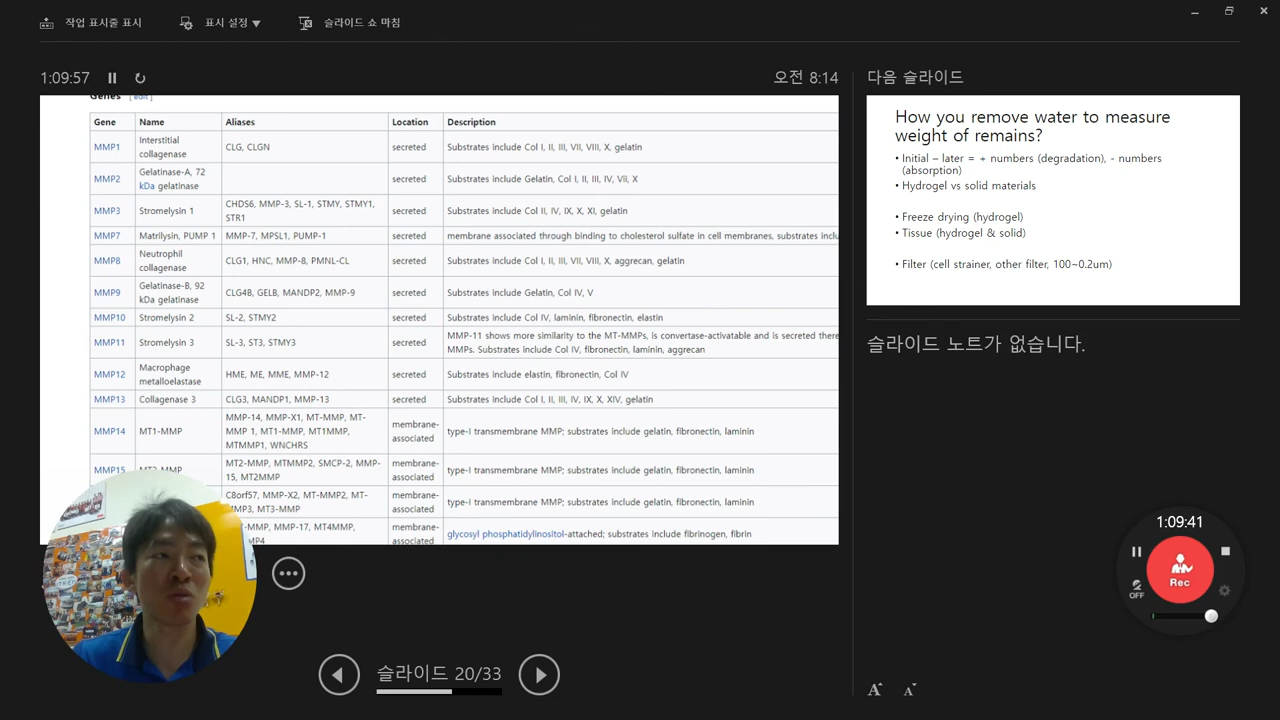 작업 표시줄 표시
표시 설정 ▼
슬라이드 쇼 마침
1:09:57
오전 8:14
Genes [ edit ]
Gene Name Aliases Location Description
MMP1 Interstitial collagenase CLG, CLGN secreted Substrates include Col I, II, III, VII, VIII, X, gelatin
MMP2 Gelatinase-A, 72 kDa gelatinase secreted Substrates include Gelatin, Col I, II, III, IV, Vii, X
MMP3 Stromelysin 1 CHDS6, MMP-3, SL-1, STMY, STMY1, STR1 secreted Substrates include Col II, IV, IX, X, XI, gelatin
MMP7 Matrilysin, PUMP 1 MMP-7, MPSL1, PUMP-1 secreted membrane associated through binding to cholesterol sulfate in cell membranes, substrates inclu
MMP8 Neutrophil collagenase CLG1, HNC, MMP-8, PMNL-CL secreted Substrates include Col I, II, III, VII, VIII, X, aggrecan, gelatin
MMP9 Gelatinase-B, 92 kDa gelatinase CLG4B, GELB, MANDP2, MMP-9 secreted Substrates include Gelatin, Col IV, V
MMP10 Stromelysin 2 SL-2, STMY2 secreted Substrates include Col IV, laminin, fibronectin, elastin
MMP11 Stromelysin 3 SL-3, ST3, STMY3 secreted MMP-11 shows more similarity to the MT-MMPs, is convertase-activatable and is secreted there
MMPs. Substrates include Col IV, fibronectin, laminin, aggrecan
MMP12 Macrophage metalloelastase HME, ME, MME, MMP-12 secreted Substrates include elastin, fibronectin, Col IV
MMP13 Collagenase 3 CLG3, MANDP1, MMP-13 secreted Substrates include Col I, II, III, IV, IX, X, XIV, gelatin
MMP14 MT1-MMP MMP-14, MMP-X1, MT-MMP, MT-MMP 1, MT1-MMP, MT1MMP, MTMMP1, WNCHRS membrane-associated type-I transmembrane MMP; substrates include gelatin, fibronectin, laminin
MMP15 MT2-MMP MT2-MMP, MTMMP2, SMCP-2, MMP-15, MT2MMP membrane-associated type-I transmembrane MMP; substrates include gelatin, fibronectin, laminin
C8orf57, MMP-X2, MT-MMP2, MT-MMP3, MT3-MMP membrane-associated type-I transmembrane MMP; substrates include gelatin, fibronectin, laminin
-MMP, MMP-17, MT4MMP, MP4 membrane-associated glycosyl phosphatidylinositol-attached; substrates include fibrinogen, fibrin
슬라이드 20/33
다음 슬라이드
How you remove water to measure
weight of remains?
• Initial – later = + numbers (degradation), - numbers
(absorption)
• Hydrogel vs solid materials
• Freeze drying (hydrogel)
• Tissue (hydrogel & solid)
• Filter (cell strainer, other filter, 100~0.2um)
슬라이드 노트가 없습니다.
1:09:41
Rec
OFF
A A